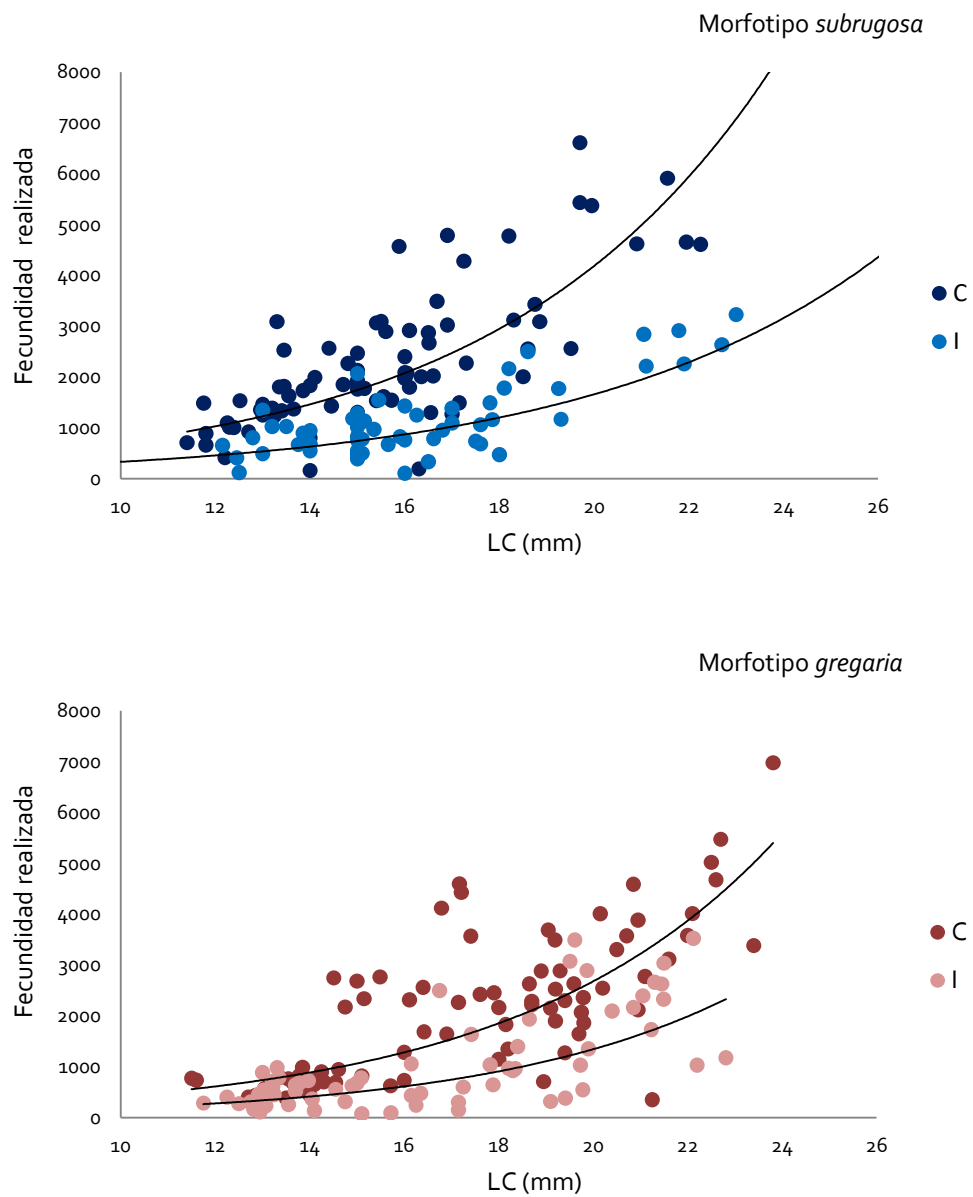 Morfotipo subrugosa
8000
7000
6000
5000
4000
3000
2000
1000
0
Fecundidad realizada
10 12 14 16 18 20 22 24 26
LC (mm)
C
I
Morfotipo gregaria
8000
7000
6000
5000
4000
3000
2000
1000
0
Fecundidad realizada
10 12 14 16 18 20 22 24 26
LC (mm)
C
I